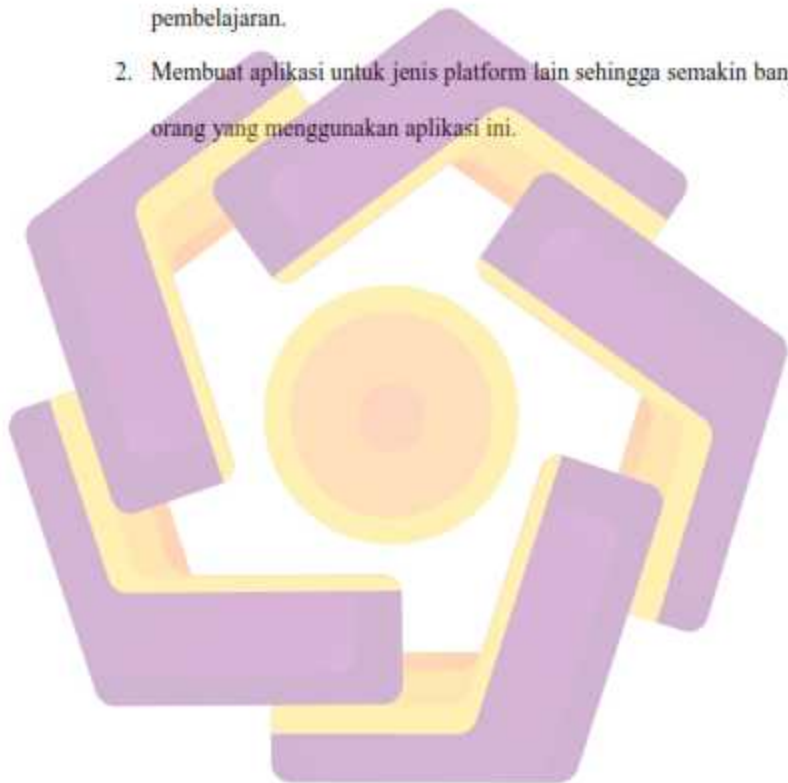 pembelajaran.
2. Membuat aplikasi untuk jenis platform lain sehingga semakin ban
orang yang menggunakan aplikasi ini.